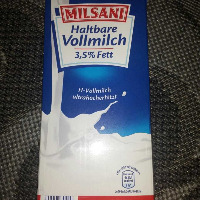 MILSANI
Haltbare
Vollmilch
3,5% Fett
H-Vollmilch
ultrahocherhitzt